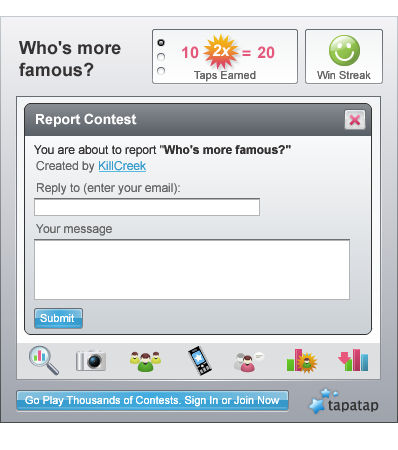 Who's more
famous?
10 2x = 20
Taps Earned
Win Streak
Report Contest
You are about to report "Who's more famous?"
Created by KillCreek
Reply to (enter your email):
Your message
Submit
Go Play Thousands of Contests. Sign In or Join Now
tapatap